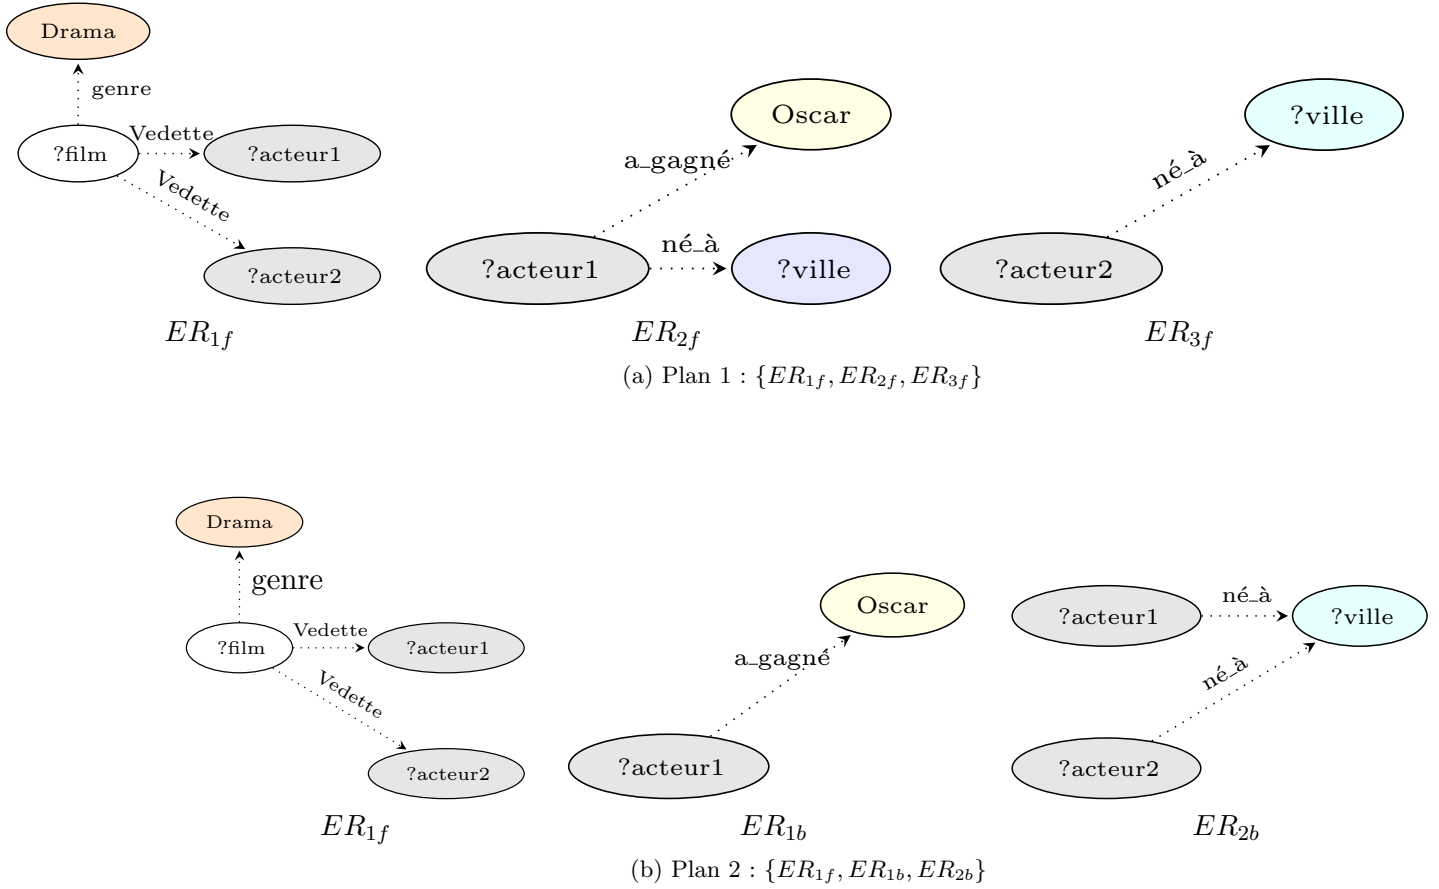 Drama
genre
?film
Vedette
?acteur1
Vedette
?acteur2
ER1f
Oscar
a_gagné
?acteur1
né_à
?ville
ER2f
?ville
né_à
?acteur2
ER3f
(a) Plan 1 : {ER1f, ER2f, ER3f}
Drama
genre
?film
Vedette
?acteur1
Vedette
?acteur2
ER1f
Oscar
a_gagné
?acteur1
ER1b
?acteur1
né_à
?ville
né_à
?acteur2
ER2b
(b) Plan 2 : {ER1f, ER1b, ER2b}